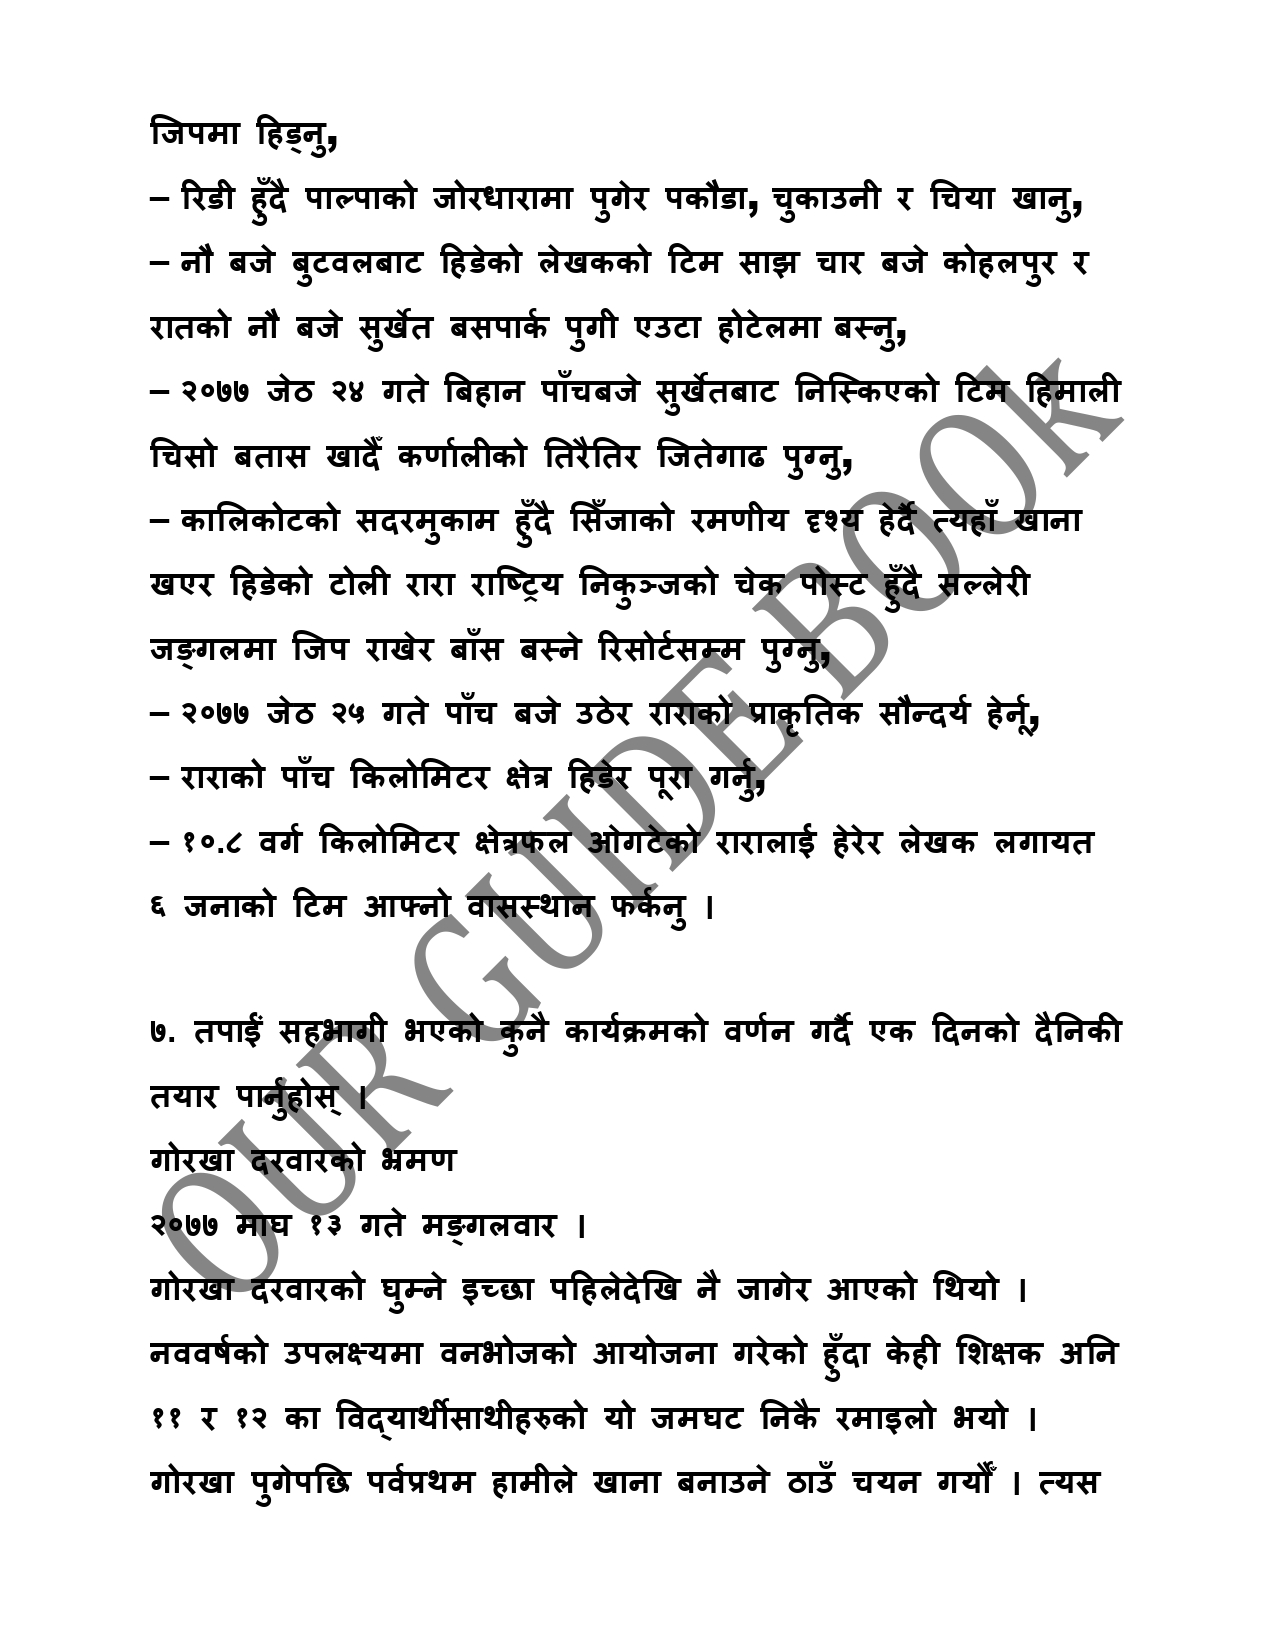 जिपमा हिड्नु,
– रिडी हुँदै पाल्पाको जोरधारामा पुगेर पकौडा, चुकाउनी र चिया खानु,
– नौ बजे बुटवलबाट हिडेको लेखकको टिम साझ चार बजे कोहलपुर र
रातको नौ बजे सुर्खेत बसपार्क पुगी एउटा होटेलमा बस्नु,
– २०७७ जेठ २४ गते बिहान पाँचबजे सुर्खेतबाट निस्किएको टिम हिमाली
चिसो बतास खादैँ कर्णालीको तिरैतिर जितेगाढ पुग्नु,
– कालिकोटको सदरमुकाम हुँदै सिँजाको रमणीय दृश्य हेर्दै त्यहाँ खाना
खएर हिडेको टोली रारा राष्ट्रिय निकुञ्जको चेक पोस्ट हुँदै सल्लेरी
जङ्गलमा जिप राखेर बाँस बस्ने रिसोर्टसम्म पुग्नु,
– २०७७ जेठ २५ गते पाँच बजे उठेर राराको प्राकृतिक सौन्दर्य हेर्नू,
– राराको पाँच किलोमिटर क्षेत्र हिडेर पूरा गर्नु,
– १०.८ वर्ग किलोमिटर क्षेत्रफल ओगटेको रारालाई हेरेर लेखक लगायत
६ जनाको टिम आफ्नो वासस्थान फर्कनु ।
७. तपाईं सहभागी भएको कुनै कार्यक्रमको वर्णन गर्दै एक दिनको दैनिकी
तयार पार्नुहोस् ।
गोरखा दरवारको भ्रमण
२०७७ माघ १३ गते मङ्गलवार ।
गोरखा दरवारको घुम्ने इच्छा पहिलेदेखि नै जागेर आएको थियो ।
नववर्षको उपलक्ष्यमा वनभोजको आयोजना गरेको हुँदा केही शिक्षक अनि
११ र १२ का विद्यार्थीसाथीहरुको यो जमघट निकै रमाइलो भयो ।
गोरखा पुगेपछि पर्वप्रथम हामीले खाना बनाउने ठाउँ चयन गर्यौँ । त्यस
OUR GUIDE BOOk